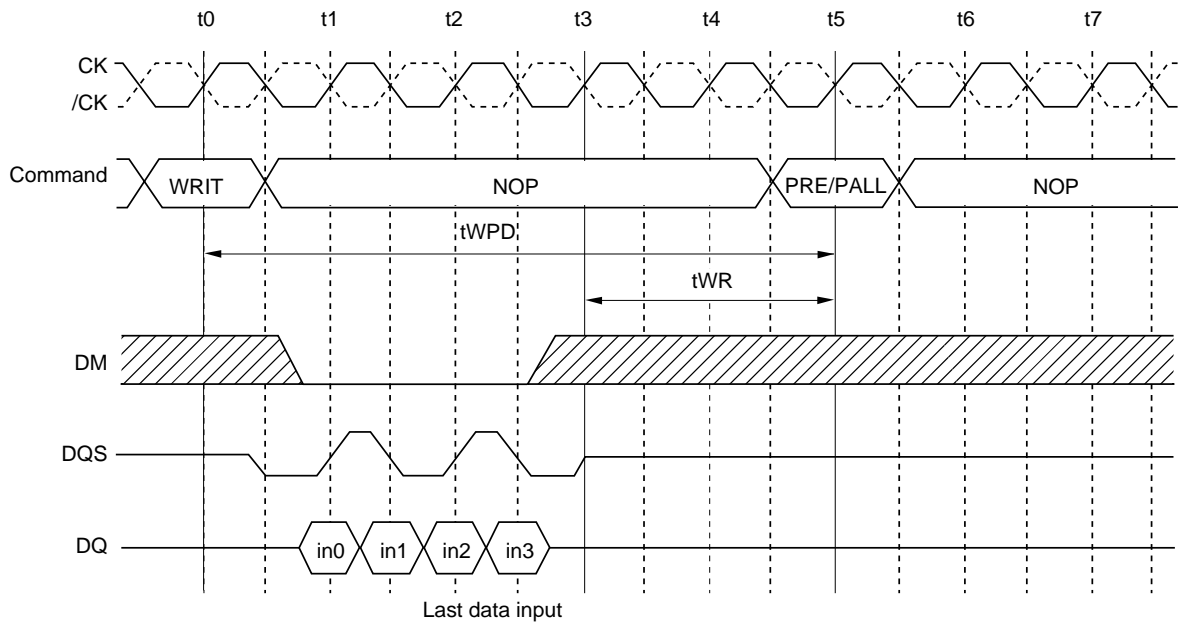 t0 t1 t2 t3 t4 t5 t6 t7
CK
/CK
Command WRIT NOP PRE/PALL NOP
tWPD
tWR
DM
DQS
DQ in0 in1 in2 in3
Last data input